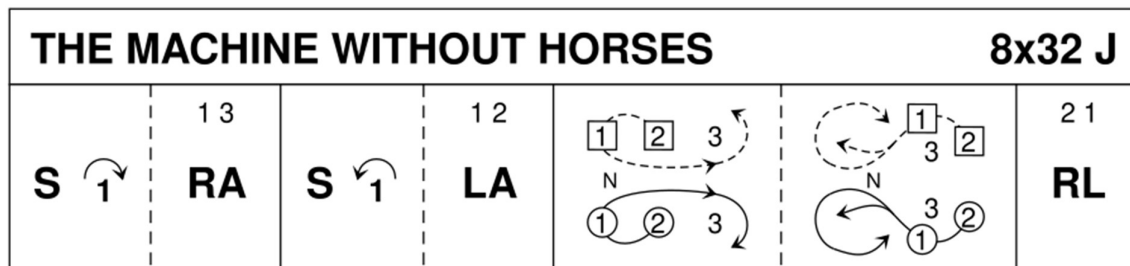 THE MACHINE WITHOUT HORSES 8x32 J
S 1
1 3
RA
S 1
1 2
LA
1 2 3
N
1 2 3
1 2
3
N
3
1 2
2 1
RL